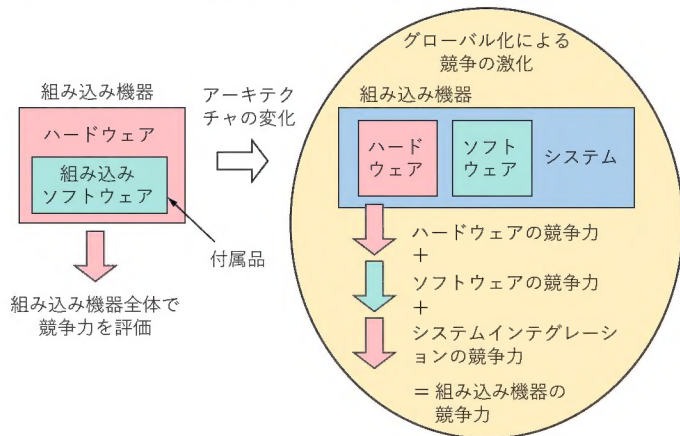 組み込み機器
ハードウェア
組み込み
ソフトウェア
付属品
組み込み機器全体で
競争力を評価
アーキテク
チャの変化
グローバル化による
競争の激化
組み込み機器
ハード
ウェア
ソフト
ウェア
システム
ハードウェアの競争力
+
ソフトウェアの競争力
+
システムインテグレーシ
ョンの競争力
= 組み込み機器の
競争力